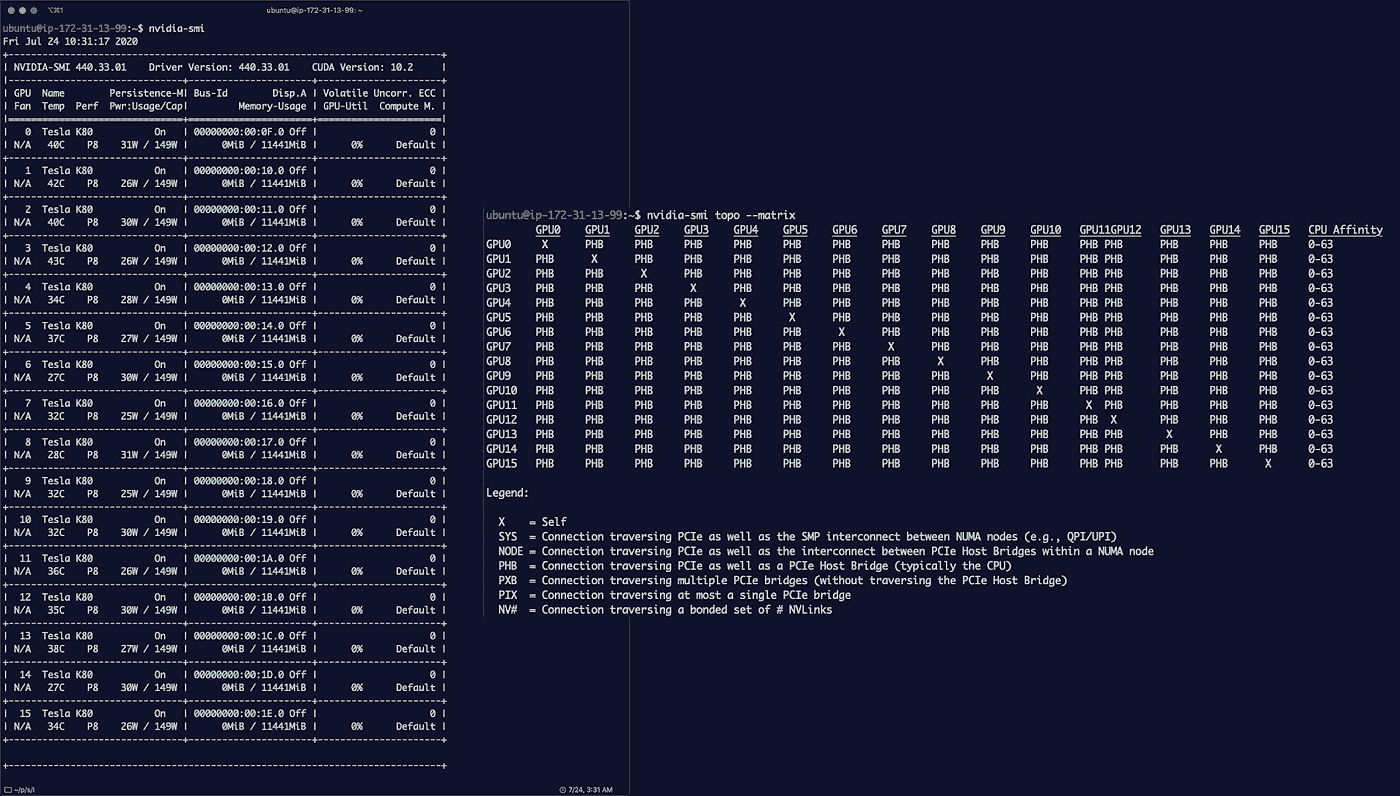 ⌥⌘1
ubuntu@ip-172-31-13-99: ~
ubuntu@ip-172-31-13-99:~$ nvidia-smi
Fri Jul 24 10:31:17 2020
NVIDIA-SMI 440.33.01 Driver Version: 440.33.01 CUDA Version: 10.2
GPU Name Persistence-M| Bus-Id Disp.A | Volatile Uncorr. ECC
Fan Temp Perf Pwr:Usage/Cap| Memory-Usage | GPU-Util Compute M.
0 Tesla K80 On | 00000000:00:0F.0 Off | 0
N/A 40C P8 31W / 149W | 0MiB / 11441MiB | 0% Default
1 Tesla K80 On | 00000000:00:10.0 Off | 0
N/A 42C P8 26W / 149W | 0MiB / 11441MiB | 0% Default
2 Tesla K80 On | 00000000:00:11.0 Off | 0
N/A 40C P8 30W / 149W | 0MiB / 11441MiB | 0% Default
3 Tesla K80 On | 00000000:00:12.0 Off | 0
N/A 43C P8 26W / 149W | 0MiB / 11441MiB | 0% Default
4 Tesla K80 On | 00000000:00:13.0 Off | 0
N/A 34C P8 28W / 149W | 0MiB / 11441MiB | 0% Default
5 Tesla K80 On | 00000000:00:14.0 Off | 0
N/A 37C P8 27W / 149W | 0MiB / 11441MiB | 0% Default
6 Tesla K80 On | 00000000:00:15.0 Off | 0
N/A 27C P8 30W / 149W | 0MiB / 11441MiB | 0% Default
7 Tesla K80 On | 00000000:00:16.0 Off | 0
N/A 32C P8 25W / 149W | 0MiB / 11441MiB | 0% Default
8 Tesla K80 On | 00000000:00:17.0 Off | 0
N/A 28C P8 31W / 149W | 0MiB / 11441MiB | 0% Default
9 Tesla K80 On | 00000000:00:18.0 Off | 0
N/A 32C P8 25W / 149W | 0MiB / 11441MiB | 0% Default
10 Tesla K80 On | 00000000:00:19.0 Off | 0
N/A 32C P8 30W / 149W | 0MiB / 11441MiB | 0% Default
11 Tesla K80 On | 00000000:00:1A.0 Off | 0
N/A 36C P8 26W / 149W | 0MiB / 11441MiB | 0% Default
12 Tesla K80 On | 00000000:00:1B.0 Off | 0
N/A 35C P8 30W / 149W | 0MiB / 11441MiB | 0% Default
13 Tesla K80 On | 00000000:00:1C.0 Off | 0
N/A 38C P8 27W / 149W | 0MiB / 11441MiB | 0% Default
14 Tesla K80 On | 00000000:00:1D.0 Off | 0
N/A 27C P8 30W / 149W | 0MiB / 11441MiB | 0% Default
15 Tesla K80 On | 00000000:00:1E.0 Off | 0
N/A 34C P8 26W / 149W | 0MiB / 11441MiB | 0% Default
~/p/s/l
7/24, 3:31 AM
ubuntu@ip-172-31-13-99:~$ nvidia-smi topo --matrix
GPU0 GPU1 GPU2 GPU3 GPU4 GPU5 GPU6 GPU7 GPU8 GPU9 GPU10 GPU11GPU12 GPU13 GPU14 GPU15 CPU Affinity
GPU0 X PHB PHB PHB PHB PHB PHB PHB PHB PHB PHB PHB PHB PHB PHB PHB 0-63
GPU1 PHB X PHB PHB PHB PHB PHB PHB PHB PHB PHB PHB PHB PHB PHB PHB 0-63
GPU2 PHB PHB X PHB PHB PHB PHB PHB PHB PHB PHB PHB PHB PHB PHB PHB 0-63
GPU3 PHB PHB PHB X PHB PHB PHB PHB PHB PHB PHB PHB PHB PHB PHB PHB 0-63
GPU4 PHB PHB PHB PHB X PHB PHB PHB PHB PHB PHB PHB PHB PHB PHB PHB 0-63
GPU5 PHB PHB PHB PHB PHB X PHB PHB PHB PHB PHB PHB PHB PHB PHB PHB 0-63
GPU6 PHB PHB PHB PHB PHB PHB X PHB PHB PHB PHB PHB PHB PHB PHB PHB 0-63
GPU7 PHB PHB PHB PHB PHB PHB PHB X PHB PHB PHB PHB PHB PHB PHB PHB 0-63
GPU8 PHB PHB PHB PHB PHB PHB PHB PHB X PHB PHB PHB PHB PHB PHB PHB 0-63
GPU9 PHB PHB PHB PHB PHB PHB PHB PHB PHB X PHB PHB PHB PHB PHB PHB 0-63
GPU10 PHB PHB PHB PHB PHB PHB PHB PHB PHB PHB X PHB PHB PHB PHB PHB 0-63
GPU11 PHB PHB PHB PHB PHB PHB PHB PHB PHB PHB PHB X PHB PHB PHB PHB 0-63
GPU12 PHB PHB PHB PHB PHB PHB PHB PHB PHB PHB PHB PHB X PHB PHB PHB 0-63
GPU13 PHB PHB PHB PHB PHB PHB PHB PHB PHB PHB PHB PHB PHB X PHB PHB 0-63
GPU14 PHB PHB PHB PHB PHB PHB PHB PHB PHB PHB PHB PHB PHB PHB X PHB 0-63
GPU15 PHB PHB PHB PHB PHB PHB PHB PHB PHB PHB PHB PHB PHB PHB PHB X 0-63
Legend:
X = Self
SYS = Connection traversing PCIe as well as the SMP interconnect between NUMA nodes (e.g., QPI/UPI)
NODE = Connection traversing PCIe as well as the interconnect between PCIe Host Bridges within a NUMA node
PHB = Connection traversing PCIe as well as a PCIe Host Bridge (typically the CPU)
PXB = Connection traversing multiple PCIe bridges (without traversing the PCIe Host Bridge)
PIX = Connection traversing at most a single PCIe bridge
NV# = Connection traversing a bonded set of # NVLinks